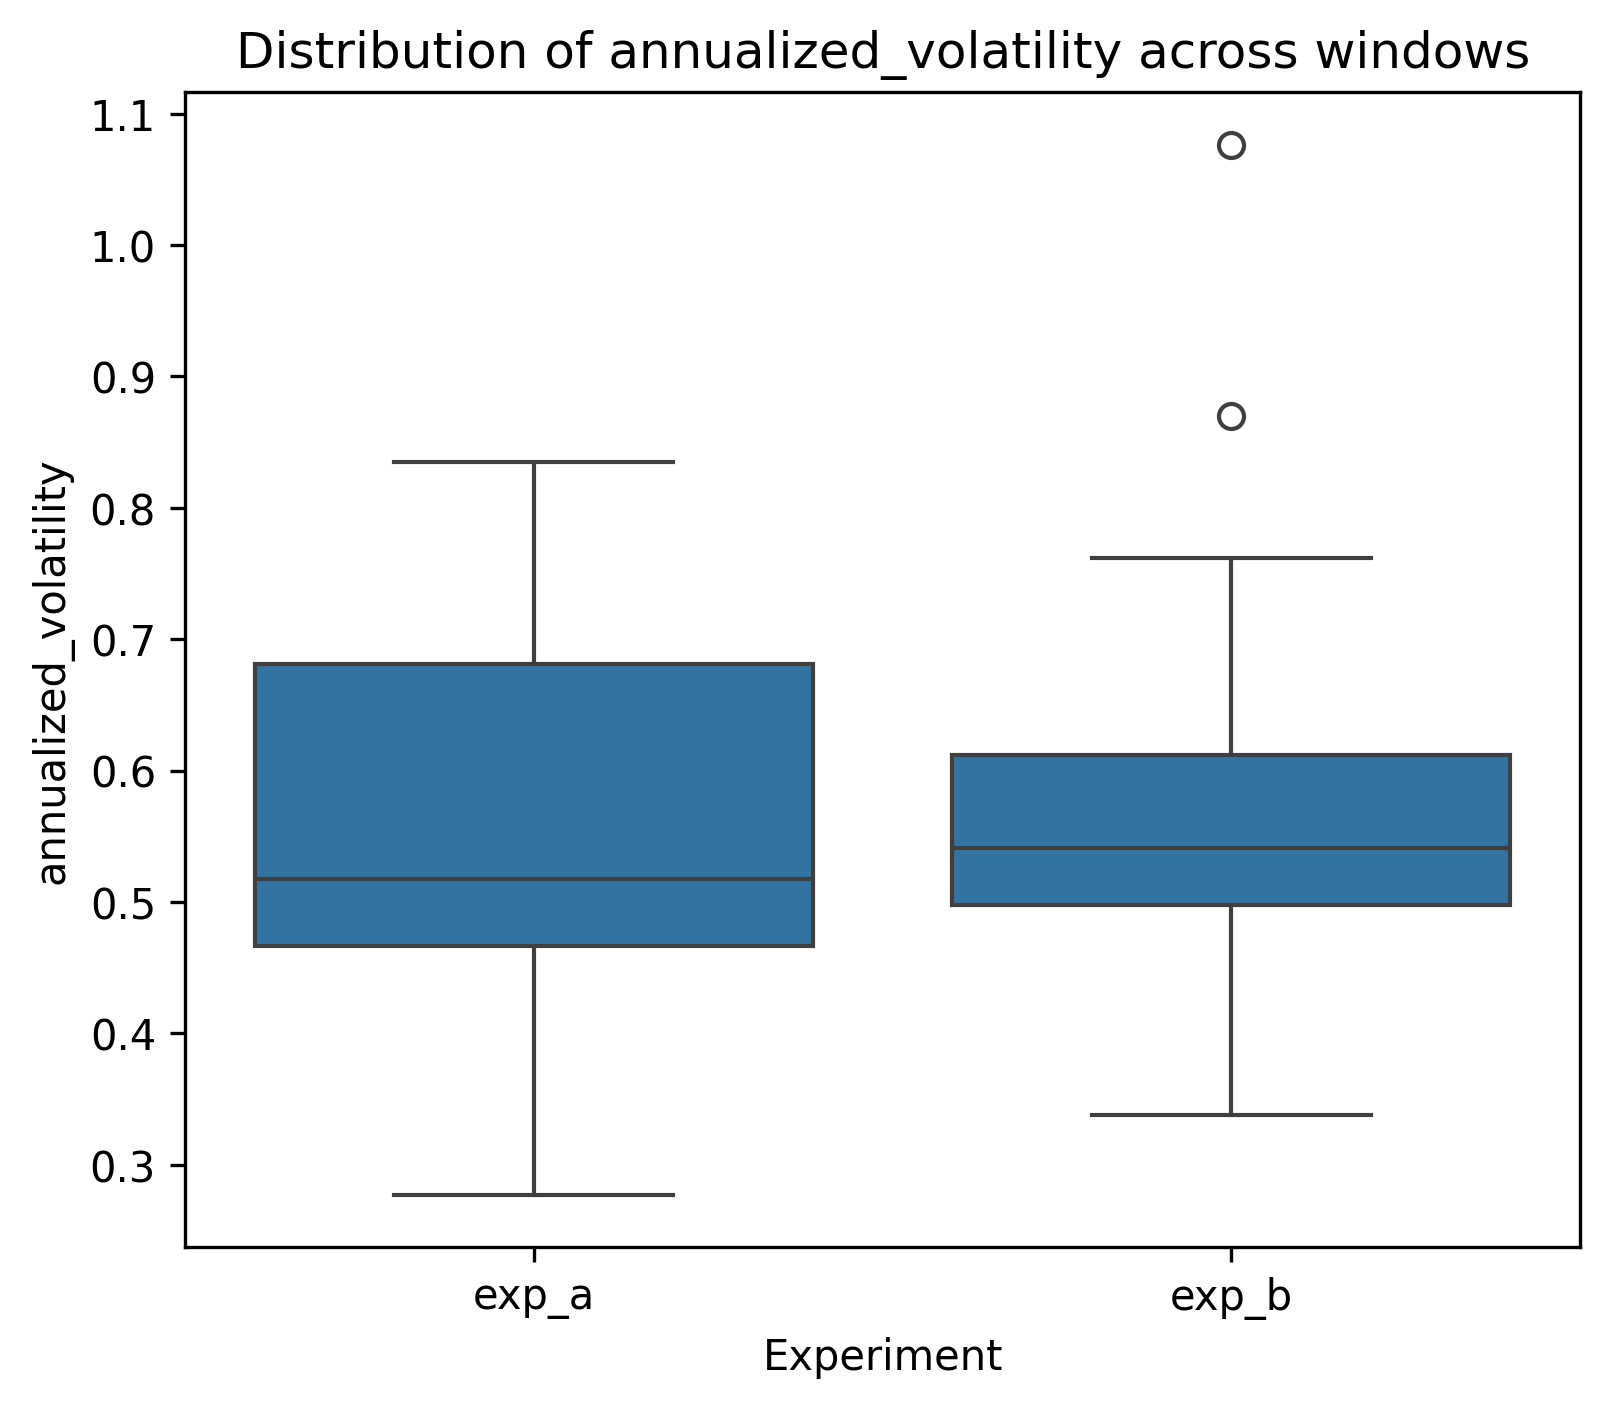 Distribution of annualized_volatility across windows
1.1
1.0
0.9
0.8
0.7
0.6
0.5
0.4
0.3
annualized_volatility
exp_a
exp_b
Experiment